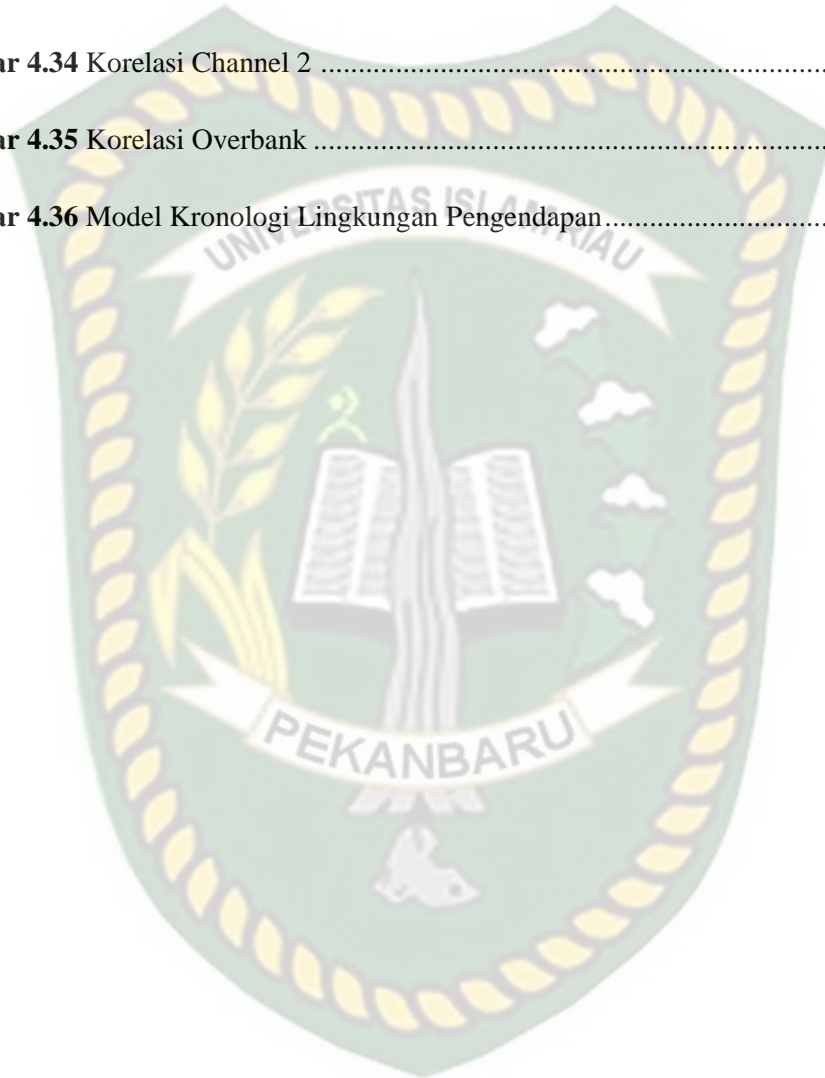 ar 4.34 Korelasi Channel 2 ........................................................................................
ar 4.35 Korelasi Overbank .........................................................................................
ar 4.36 Model Kronologi Lingkungan Pengendapan.................................
UNIVERSITAS ISLAM RIAU
PEKANBARU